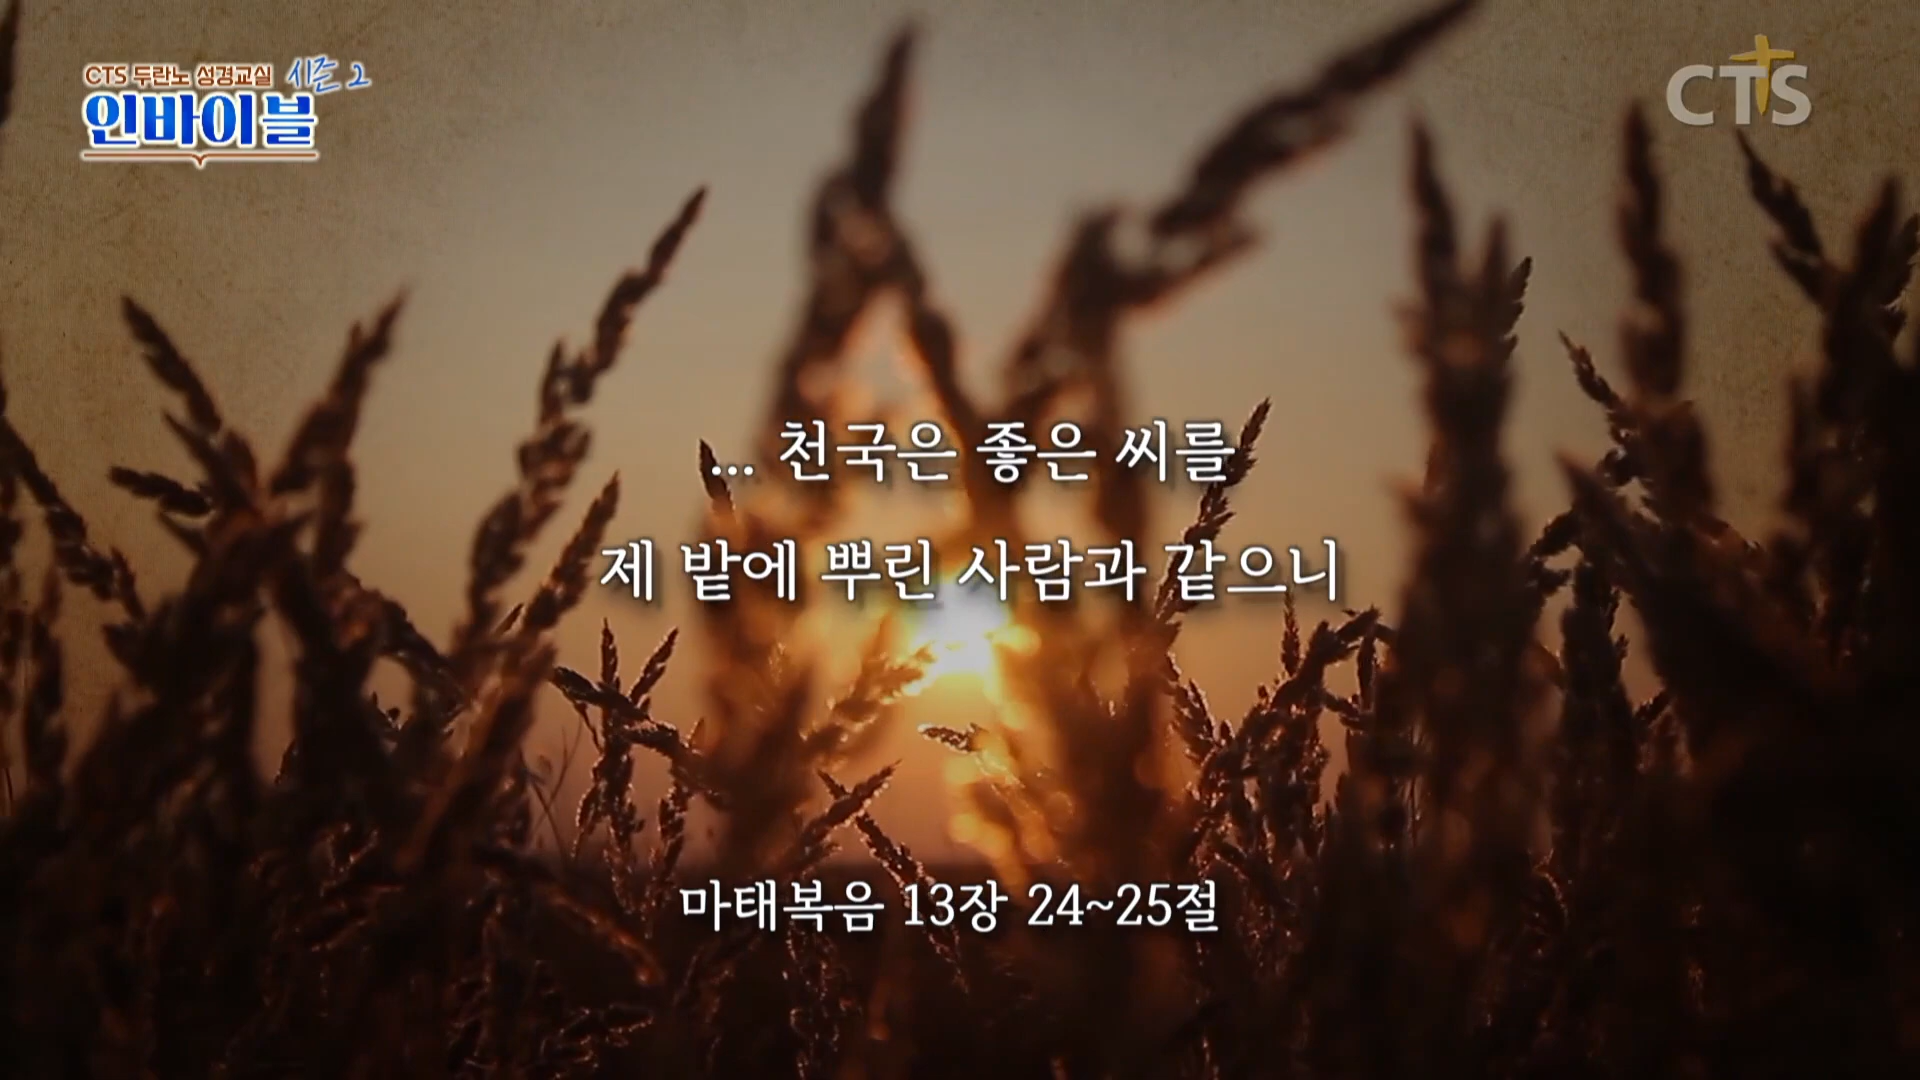 CTS 두란노 성경교실 시즌 2
인바이블
CTS
... 천국은 좋은 씨를
제 밭에 뿌린 사람과 같으니
마태복음 13장 24~25절